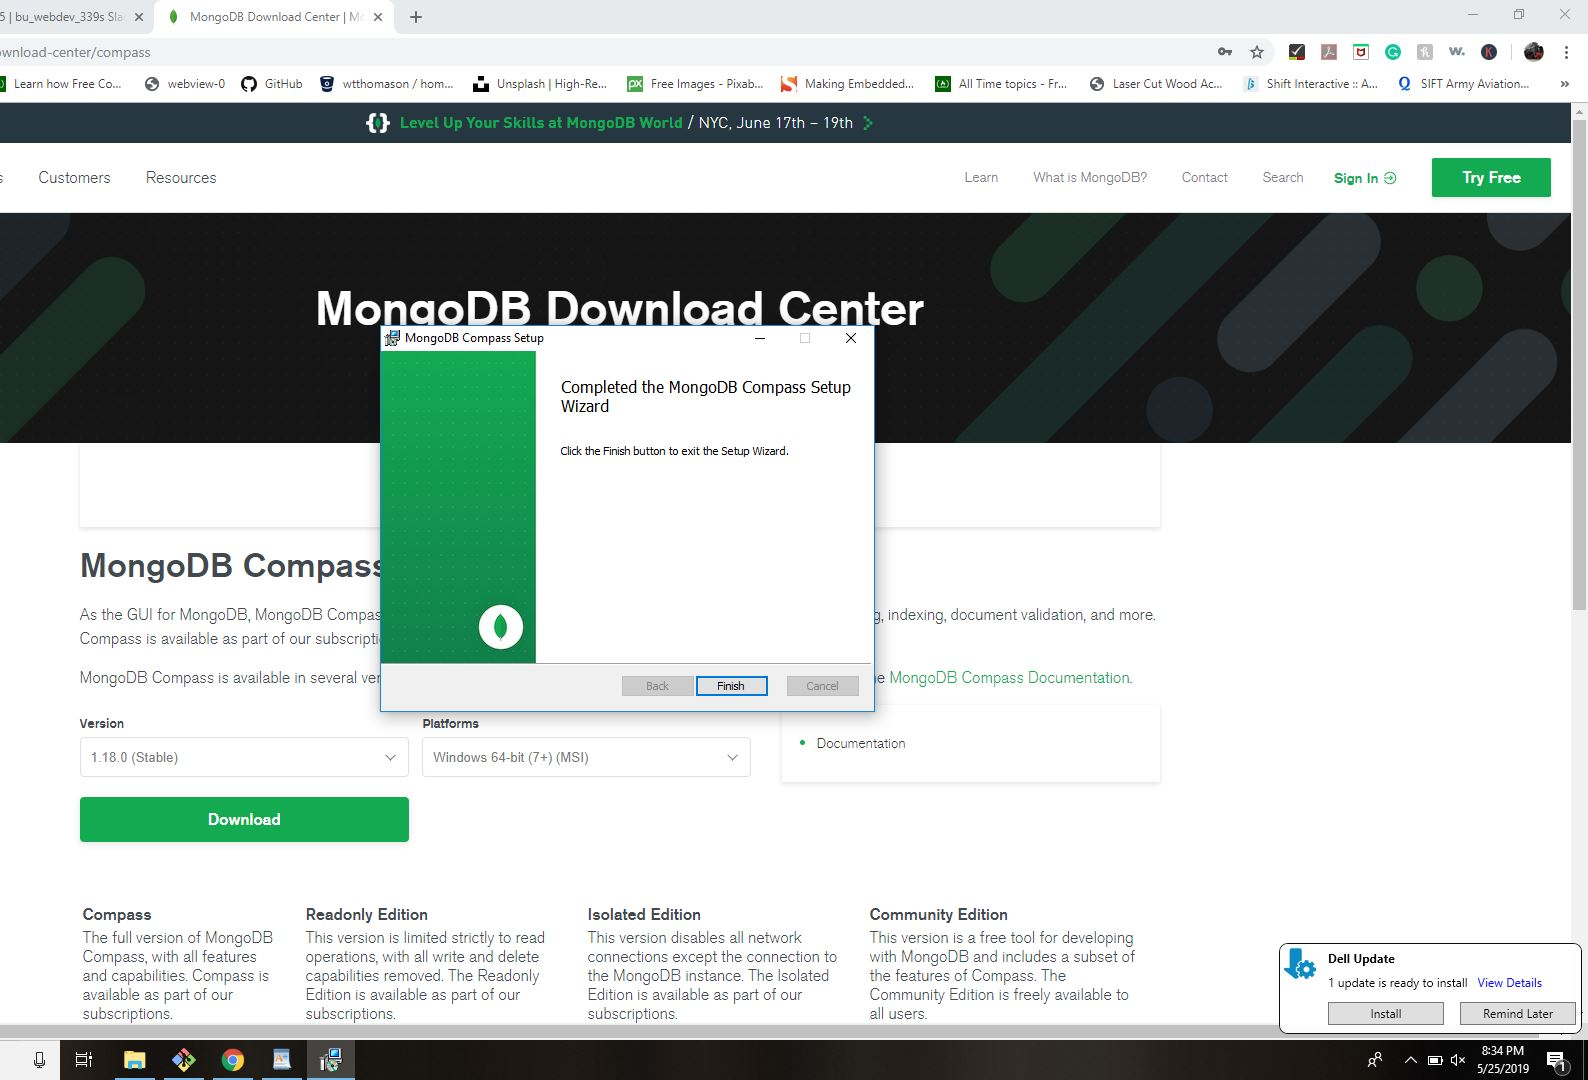 5 | bu_webdev_339s Sla
MongoDB Download Center | Mo
ownload-center/compass
Learn how Free Co...
webview-0
GitHub
wtthomason / hom...
Unsplash | High-Re...
Free Images - Pixab...
Making Embedded...
All Time topics - Fr...
Laser Cut Wood Ac...
Shift Interactive :: A...
SIFT Army Aviation...
Level Up Your Skills at MongoDB World / NYC, June 17th – 19th
s
Customers
Resources
Learn
What is MongoDB?
Contact
Search
Sign In
Try Free
MongoDB Download Center
MongoDB Compass Setup
Completed the MongoDB Compass Setup
Wizard
Click the Finish button to exit the Setup Wizard.
Back
Finish
Cancel
MongoDB Compass
As the GUI for MongoDB, MongoDB Compas g, indexing, document validation, and more.
Compass is available as part of our subscripti
MongoDB Compass is available in several ver he MongoDB Compass Documentation.
Version
Platforms
1.18.0 (Stable)
Windows 64-bit (7+) (MSI)
Documentation
Download
Compass
The full version of MongoDB
Compass, with all features
and capabilities. Compass is
available as part of our
subscriptions.
Readonly Edition
This version is limited strictly to read
operations, with all write and delete
capabilities removed. The Readonly
Edition is available as part of our
subscriptions.
Isolated Edition
This version disables all network
connections except the connection to
the MongoDB instance. The Isolated
Edition is available as part of our
subscriptions.
Community Edition
This version is a free tool for developing
with MongoDB and includes a subset of
the features of Compass. The
Community Edition is freely available to
all users.
Dell Update
1 update is ready to install View Details
Install
Remind Later
8:34 PM
5/25/2019
1